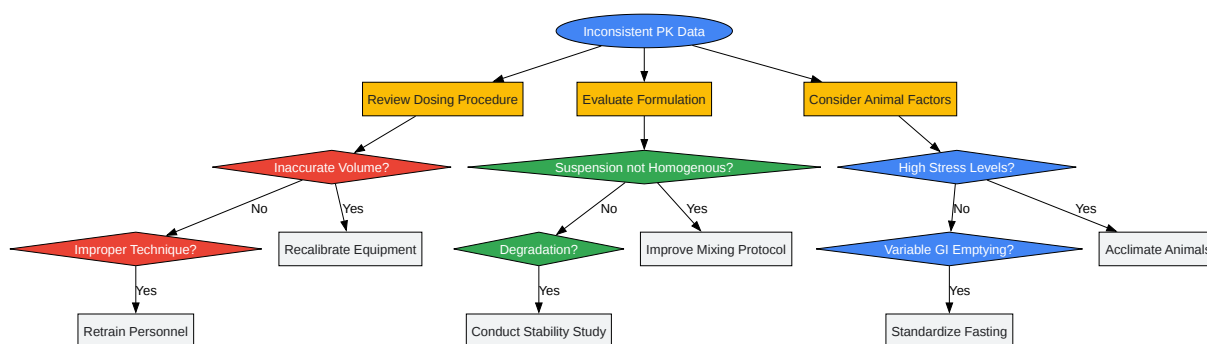 Inconsistent PK Data
Review Dosing Procedure
Evaluate Formulation
Consider Animal Factors
Inaccurate Volume?
Suspension not Homogenous?
High Stress Levels?
No
Yes
No
Yes
No
Yes
Improper Technique?
Recalibrate Equipment
Degradation?
Improve Mixing Protocol
Variable GI Emptying?
Acclimate Animals
Yes
Yes
Yes
Retrain Personnel
Conduct Stability Study
Standardize Fasting